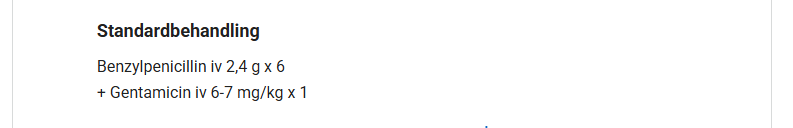 Standardbehandling
Benzylpenicillin iv 2,4 g x 6
+ Gentamicin iv 6-7 mg/kg x 1